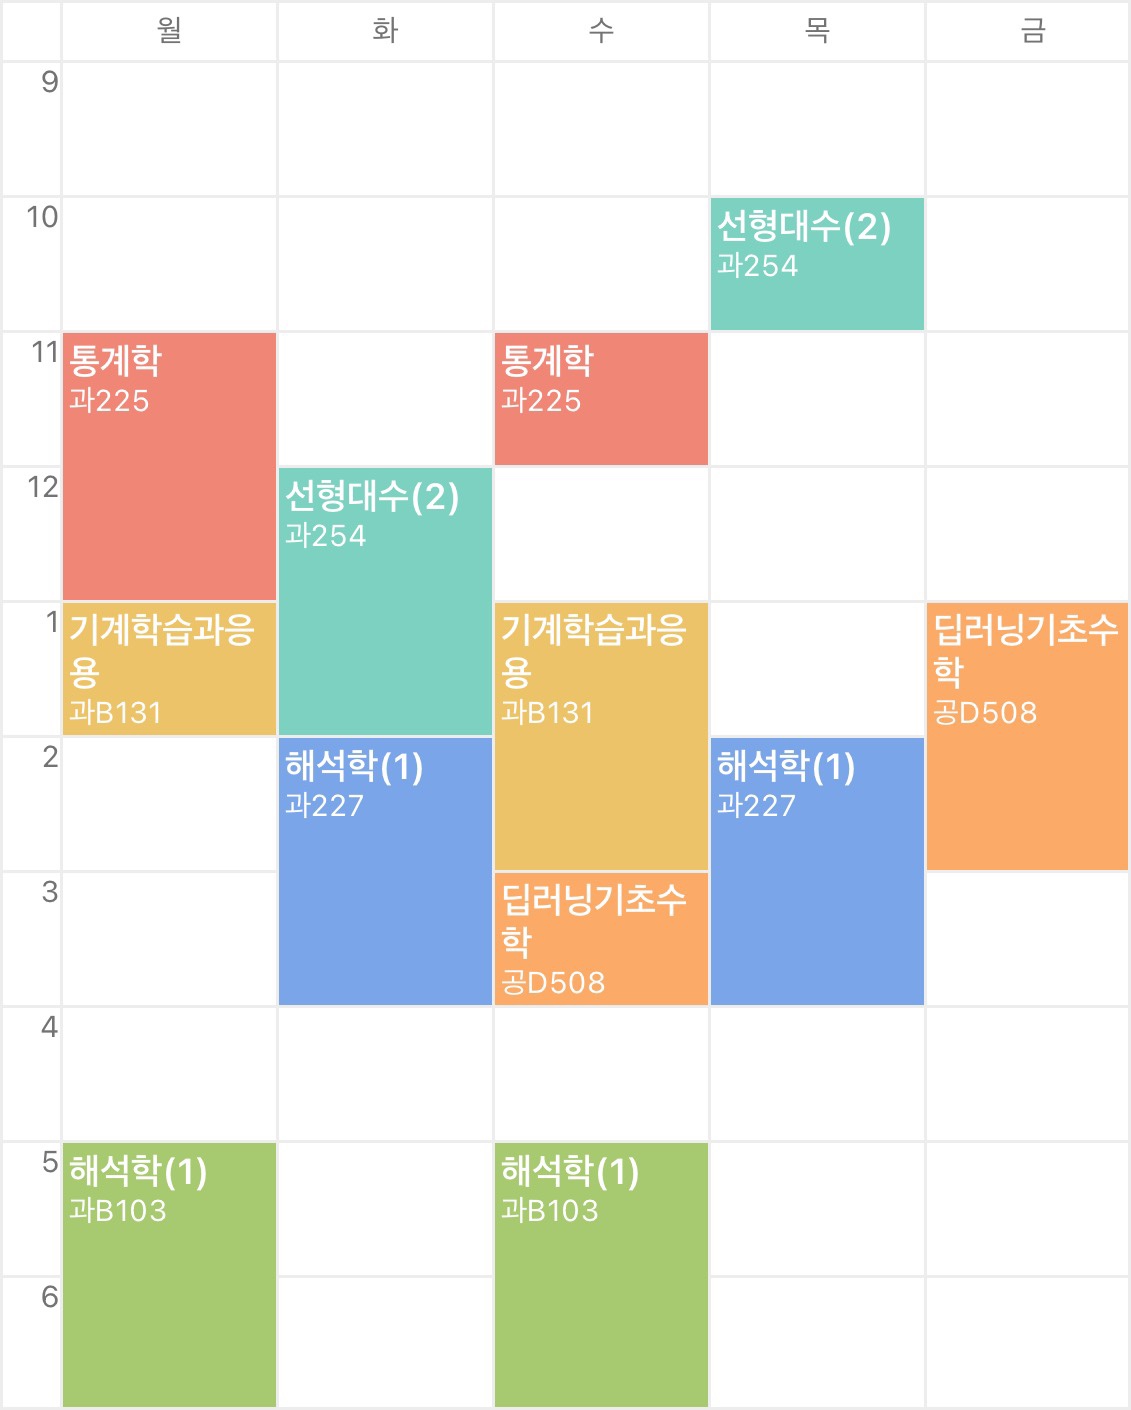 월 화 수 목 금
9
10
선형대수(2)
과254
11
통계학
과225
통계학
과225
12
선형대수(2)
과254
1
기계학습과응
용
과B131
기계학습과응
용
과B131
딥러닝기초수
학
공D508
2
해석학(1)
과227
해석학(1)
과227
3
딥러닝기초수
학
공D508
4
5
해석학(1)
과B103
해석학(1)
과B103
6